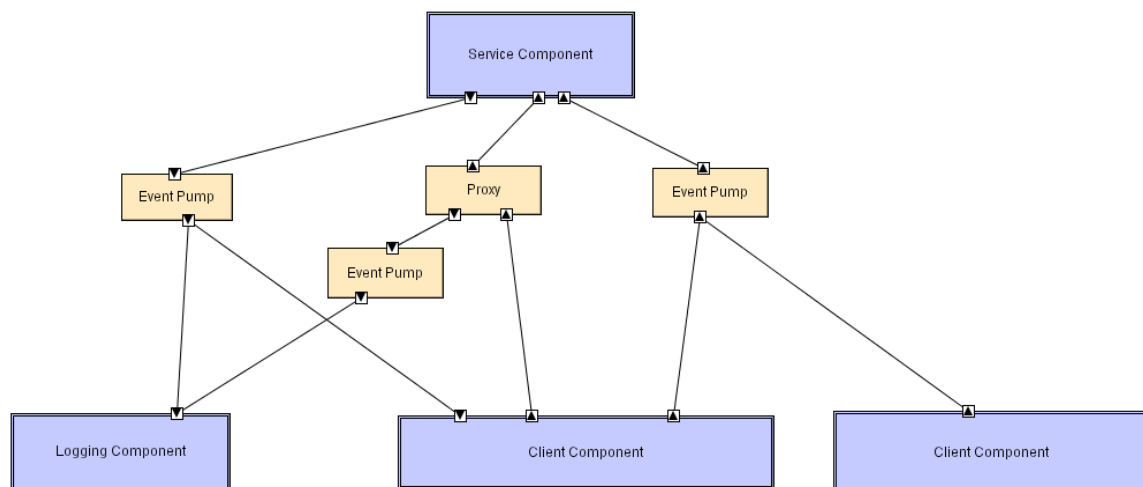 Service Component
Event Pump
Proxy
Event Pump
Event Pump
Logging Component
Client Component
Client Component